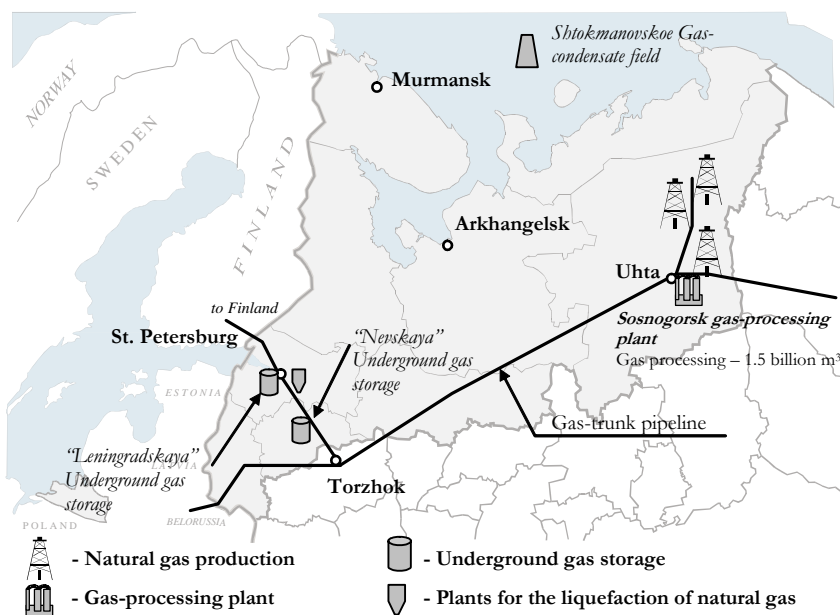 Shtokmanovskoe Gas-
condensate field
NORWAY
Murmansk
SWEDEN
FINLAND
Arkhangelsk
Uhta
to Finland
Sosnogorsk gas-processing
plant
Gas processing – 1.5 billion m³
St. Petersburg
“Nevskaya”
Underground gas
storage
ESTONIA
Gas-trunk pipeline
“Leningradskaya”
Underground gas
storage
LATVIA
Torzhok
BELORUSSIA
POLAND
- Natural gas production
- Underground gas storage
- Gas-processing plant
- Plants for the liquefaction of natural gas